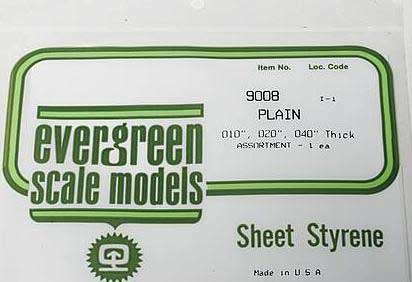 Item No. Loc. Code
9008 I-1
PLAIN
.010", .020", .040" Thick
ASSORTMENT - 1 ea
evergreen
scale models
Sheet Styrene
Made in U S A